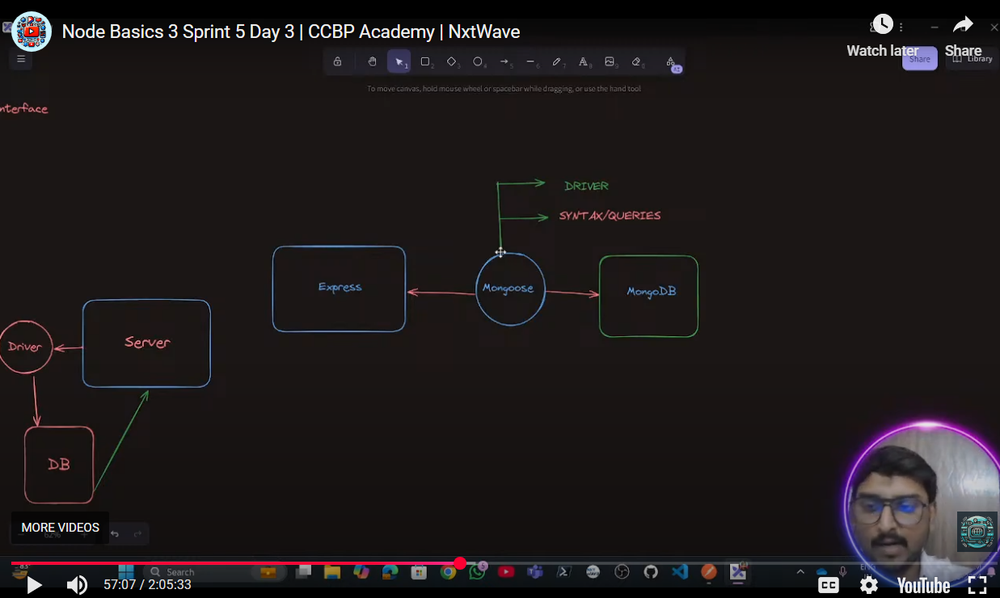 Node Basics 3 Sprint 5 Day 3 | CCBP Academy | NxtWave
Watch later
Share
Share
Library
To move canvas, hold mouse wheel or spacebar while dragging, or use the hand tool
nterface
DRIVER
SYNTAX/QUERIES
Express
Mongoose
MongoDB
Server
Driver
DB
MORE VIDEOS
62%
Search
57:07 / 2:05:33
CC
YouTube